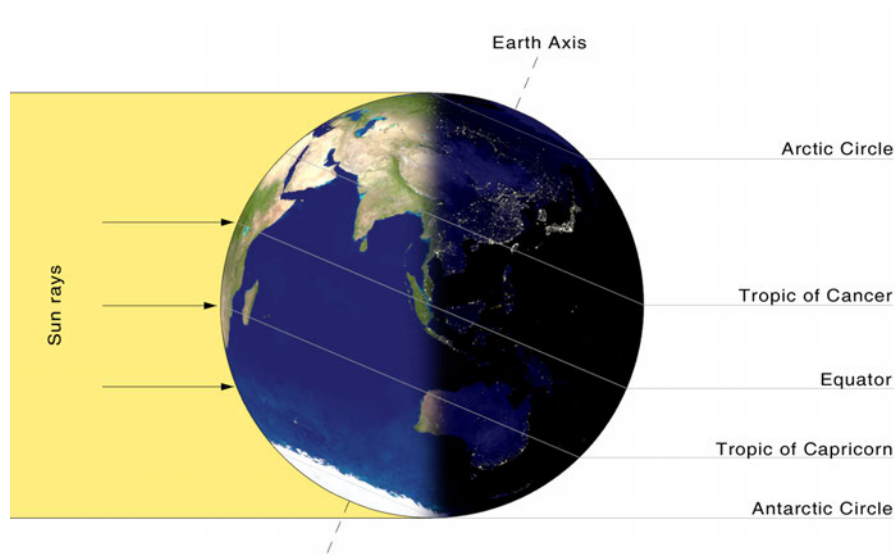 Earth Axis
Arctic Circle
Sun rays
Tropic of Cancer
Equator
Tropic of Capricorn
Antarctic Circle